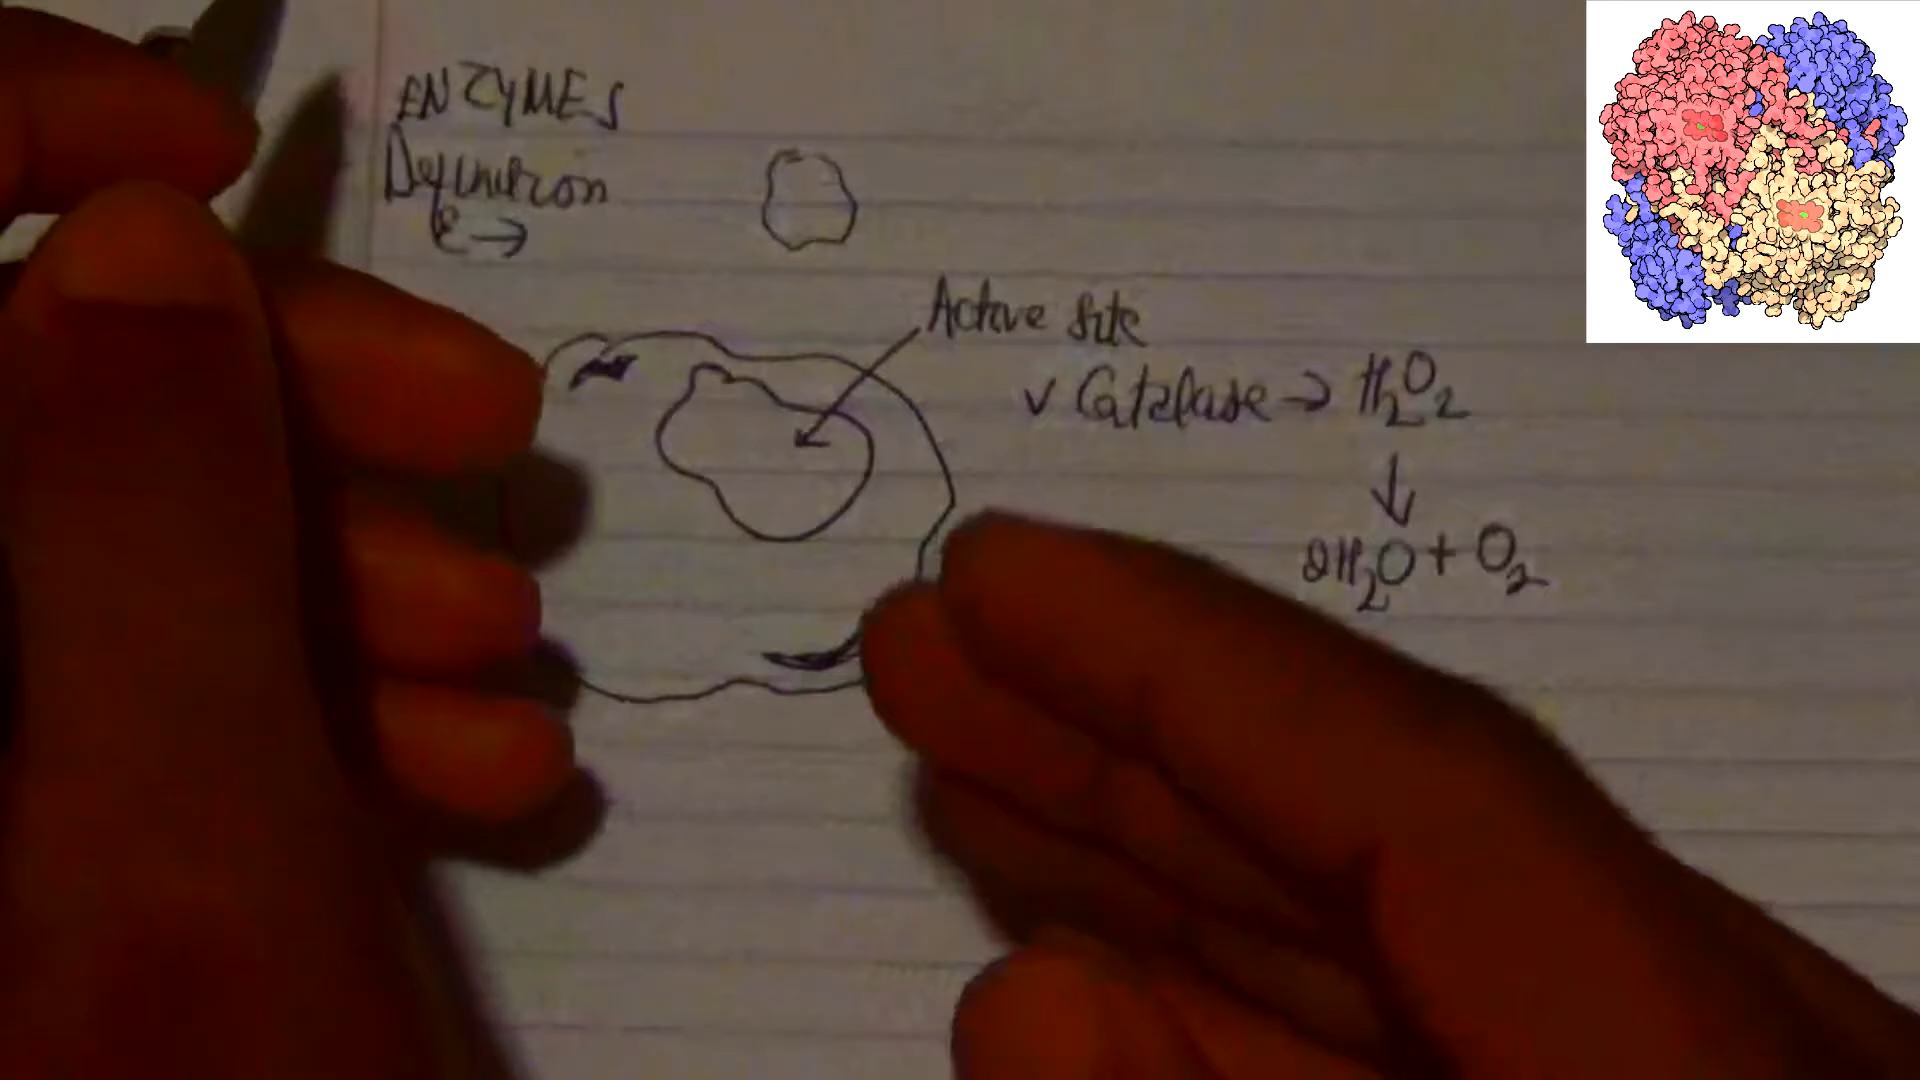 ENZYMES
Definition
e →
Active site
v Catalase → H₂O₂
↓
2H₂O + O₂